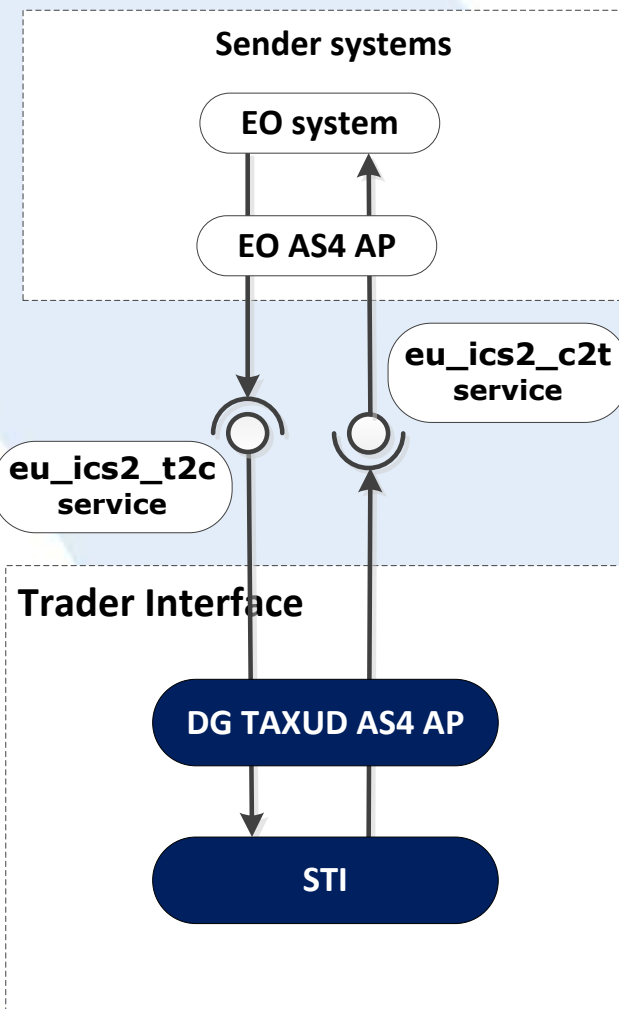 Sender systems
EO system
EO AS4 AP
eu_ics2_c2t
service
eu_ics2_t2c
service
Trader Interface
DG TAXUD AS4 AP
STI